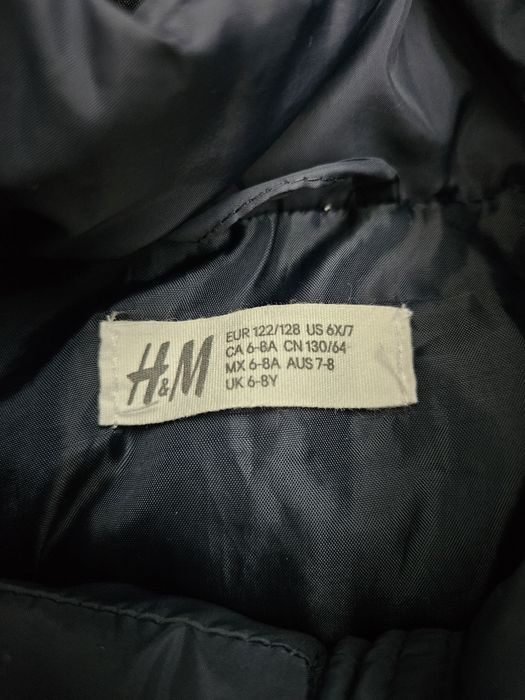 H&M
EUR 122/128 US 6X/7
CA 6-8A CN 130/64
MX 6-8A AUS 7-8
UK 6-8Y